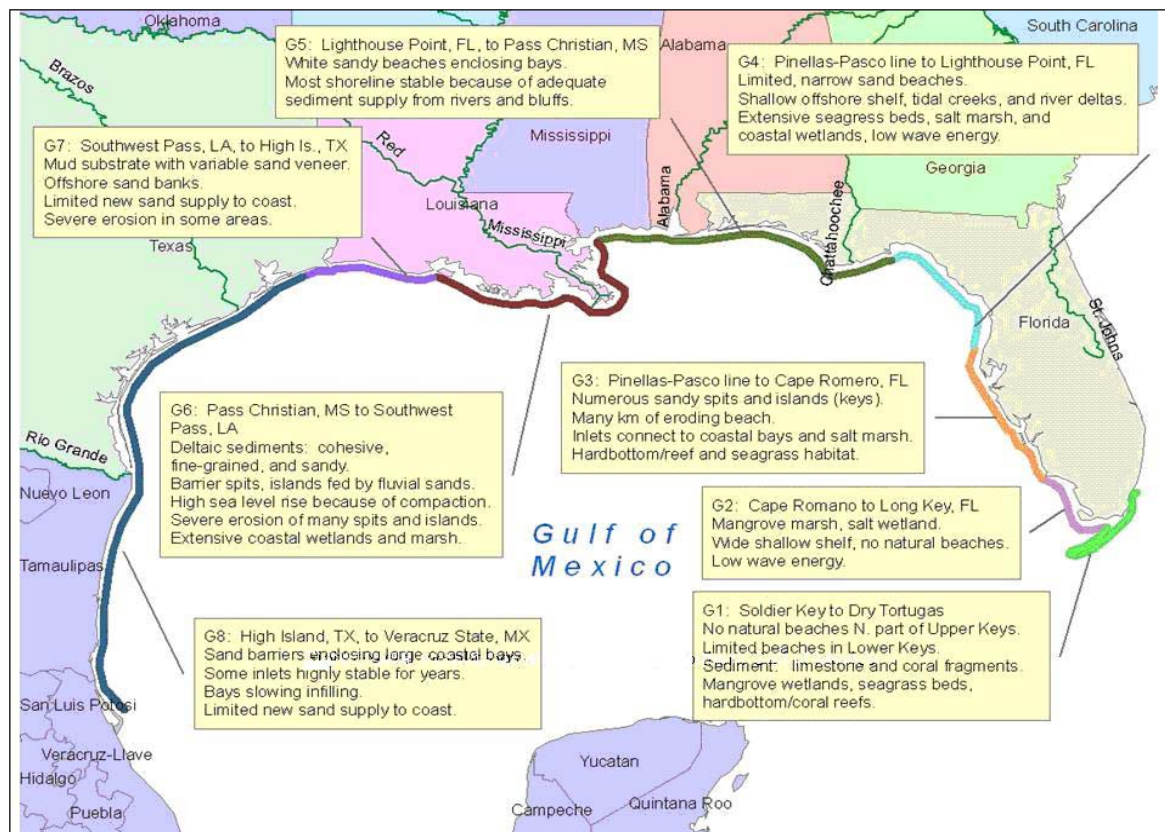 Oklahoma
South Carolina
G5: Lighthouse Point, FL, to Pass Christian, MS
White sandy beaches enclosing bays.
Most shoreline stable because of adequate
sediment supply from rivers and bluffs.
Alabama
G4: Pinellas-Pasco line to Lighthouse Point, FL
Limited, narrow sand beaches.
Shallow offshore shelf, tidal creeks, and river deltas.
Extensive seagress beds, salt marsh, and
coastal wetlands, low wave energy.
Brazos
Mississippi
Red
G7: Southwest Pass, LA, to High Is., TX
Mud substrate with variable sand veneer.
Offshore sand banks.
Limited new sand supply to coast.
Severe erosion in some areas.
Georgia
Louisiana
Alabama
Chattahoochee
Mississippi
Texas
Florida
St. Johns
G3: Pinellas-Pasco line to Cape Romero, FL
Numerous sandy spits and islands (keys).
Many km of eroding beach.
Inlets connect to coastal bays and salt marsh.
Hardbottom/reef and seagrass habitat.
G6: Pass Christian, MS to Southwest
Pass, LA
Deltaic sediments: cohesive,
fine-grained, and sandy.
Barrier spits, islands fed by fluvial sands.
High sea level rise because of compaction.
Severe erosion of many spits and islands.
Extensive coastal wetlands and marsh.
Rio Grande
Nuevo Leon
G2: Cape Romano to Long Key, FL
Mangrove marsh, salt wetland.
Wide shallow shelf, no natural beaches.
Low wave energy.
Gulf of
Mexico
Tamaulipas
G1: Soldier Key to Dry Tortugas
No natural beaches N. part of Upper Keys.
Limited beaches in Lower Keys.
Sediment: limestone and coral fragments.
Mangrove wetlands, seagrass beds,
hardbottom/coral reefs.
G8: High Island, TX, to Veracruz State, MX
Sand barriers enclosing large coastal bays.
Some inlets highly stable for years.
Bays slowing infilling.
Limited new sand supply to coast.
San Luis Potosi
Veracruz-Llave
Hidalgo
Puebla
Yucatan
Campeche
Quintana Roo